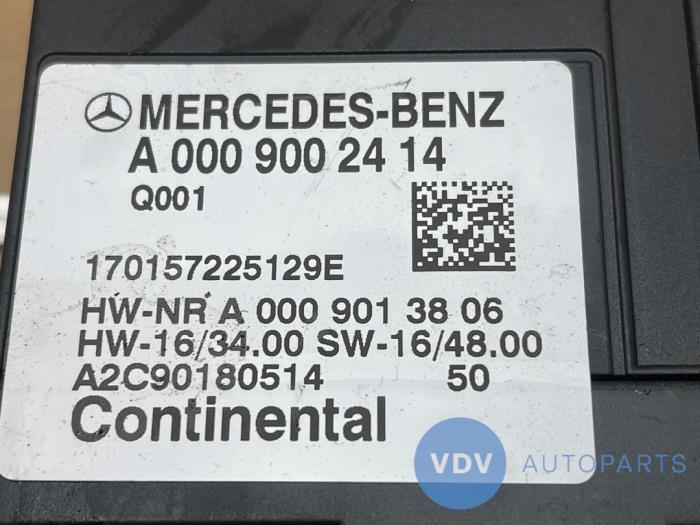 MERCEDES-BENZ
A 000 900 24 14
Q001
170157225129E
HW-NR A 000 901 38 06
HW-16/34.00 SW-16/48.00
A2C90180514 50
Continental
VDV AUTOPARTS